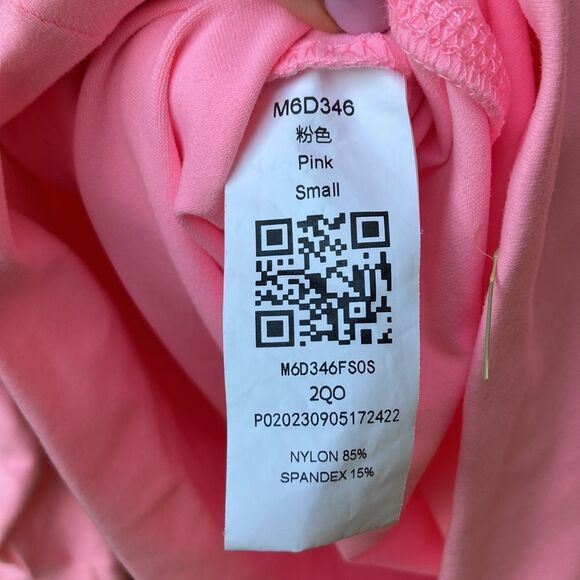 M6D346
粉色
Pink
Small
M6D346FS0S
2QO
P020230905172422
NYLON 85%
SPANDEX 15%